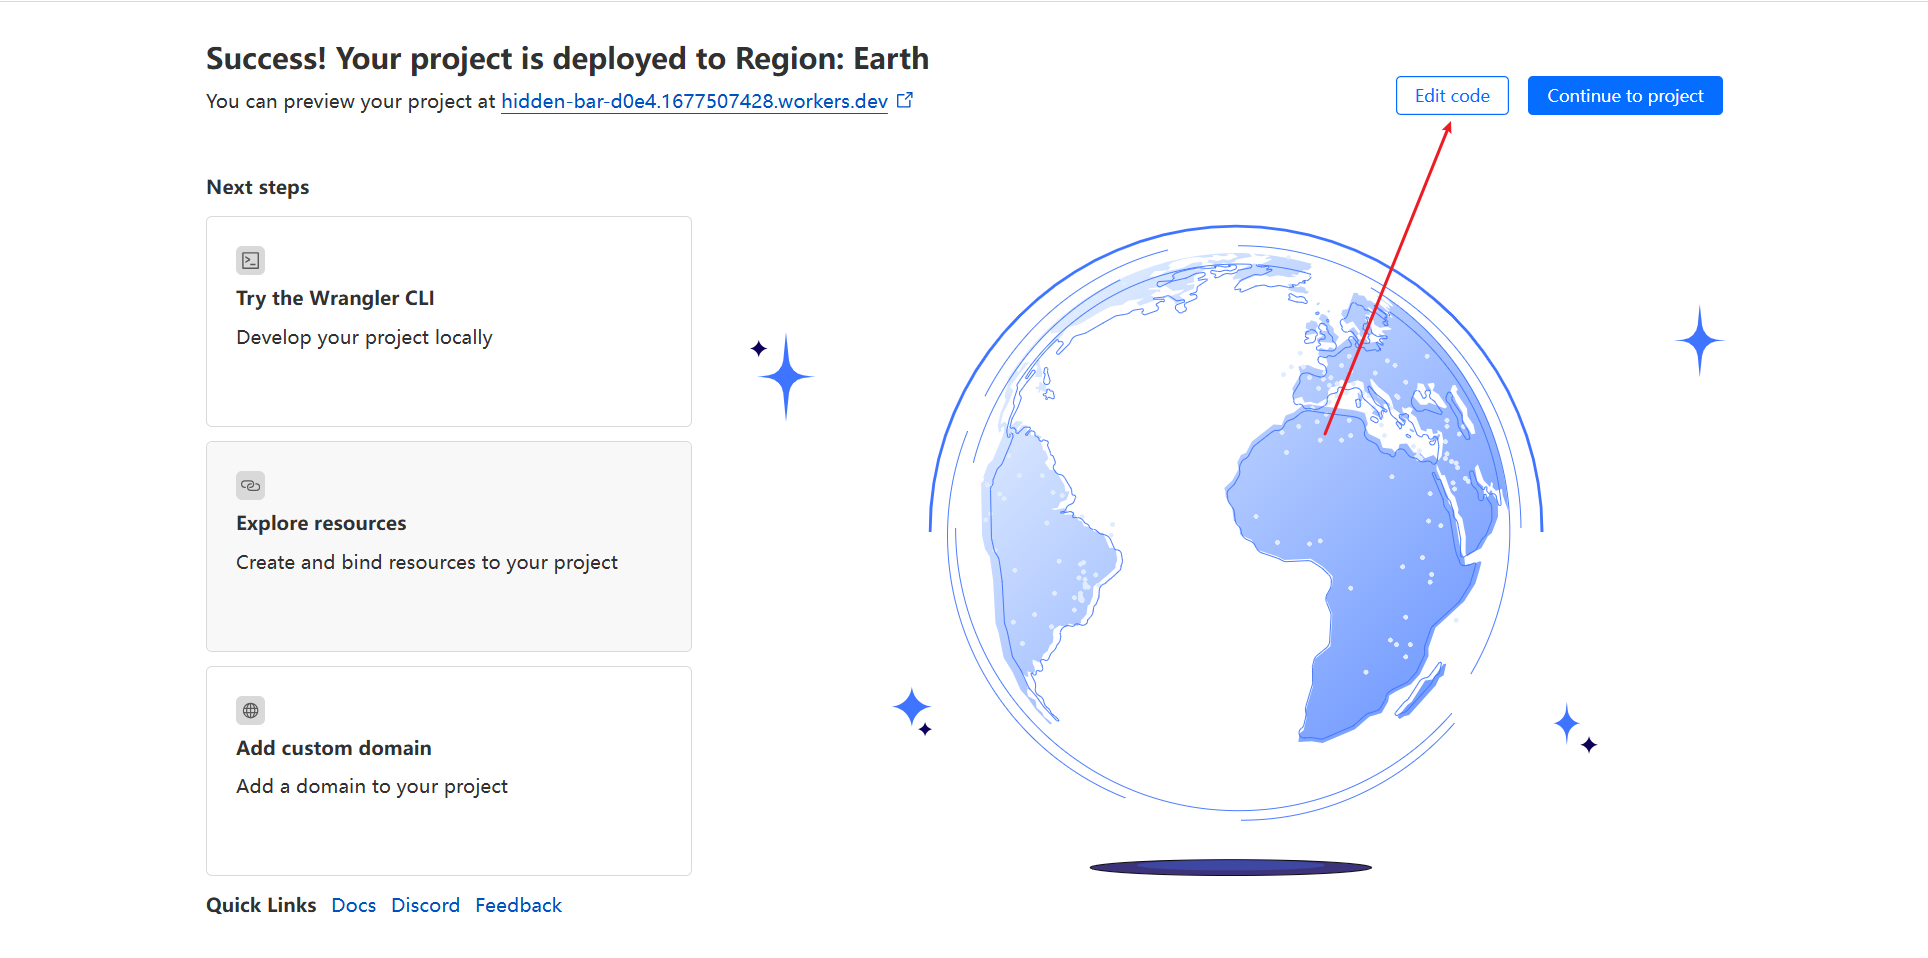 Success! Your project is deployed to Region: Earth
You can preview your project at hidden-bar-d0e4.1677507428.workers.dev
Edit code
Continue to project
Next steps
Try the Wrangler CLI
Develop your project locally
Explore resources
Create and bind resources to your project
Add custom domain
Add a domain to your project
Quick Links Docs Discord Feedback